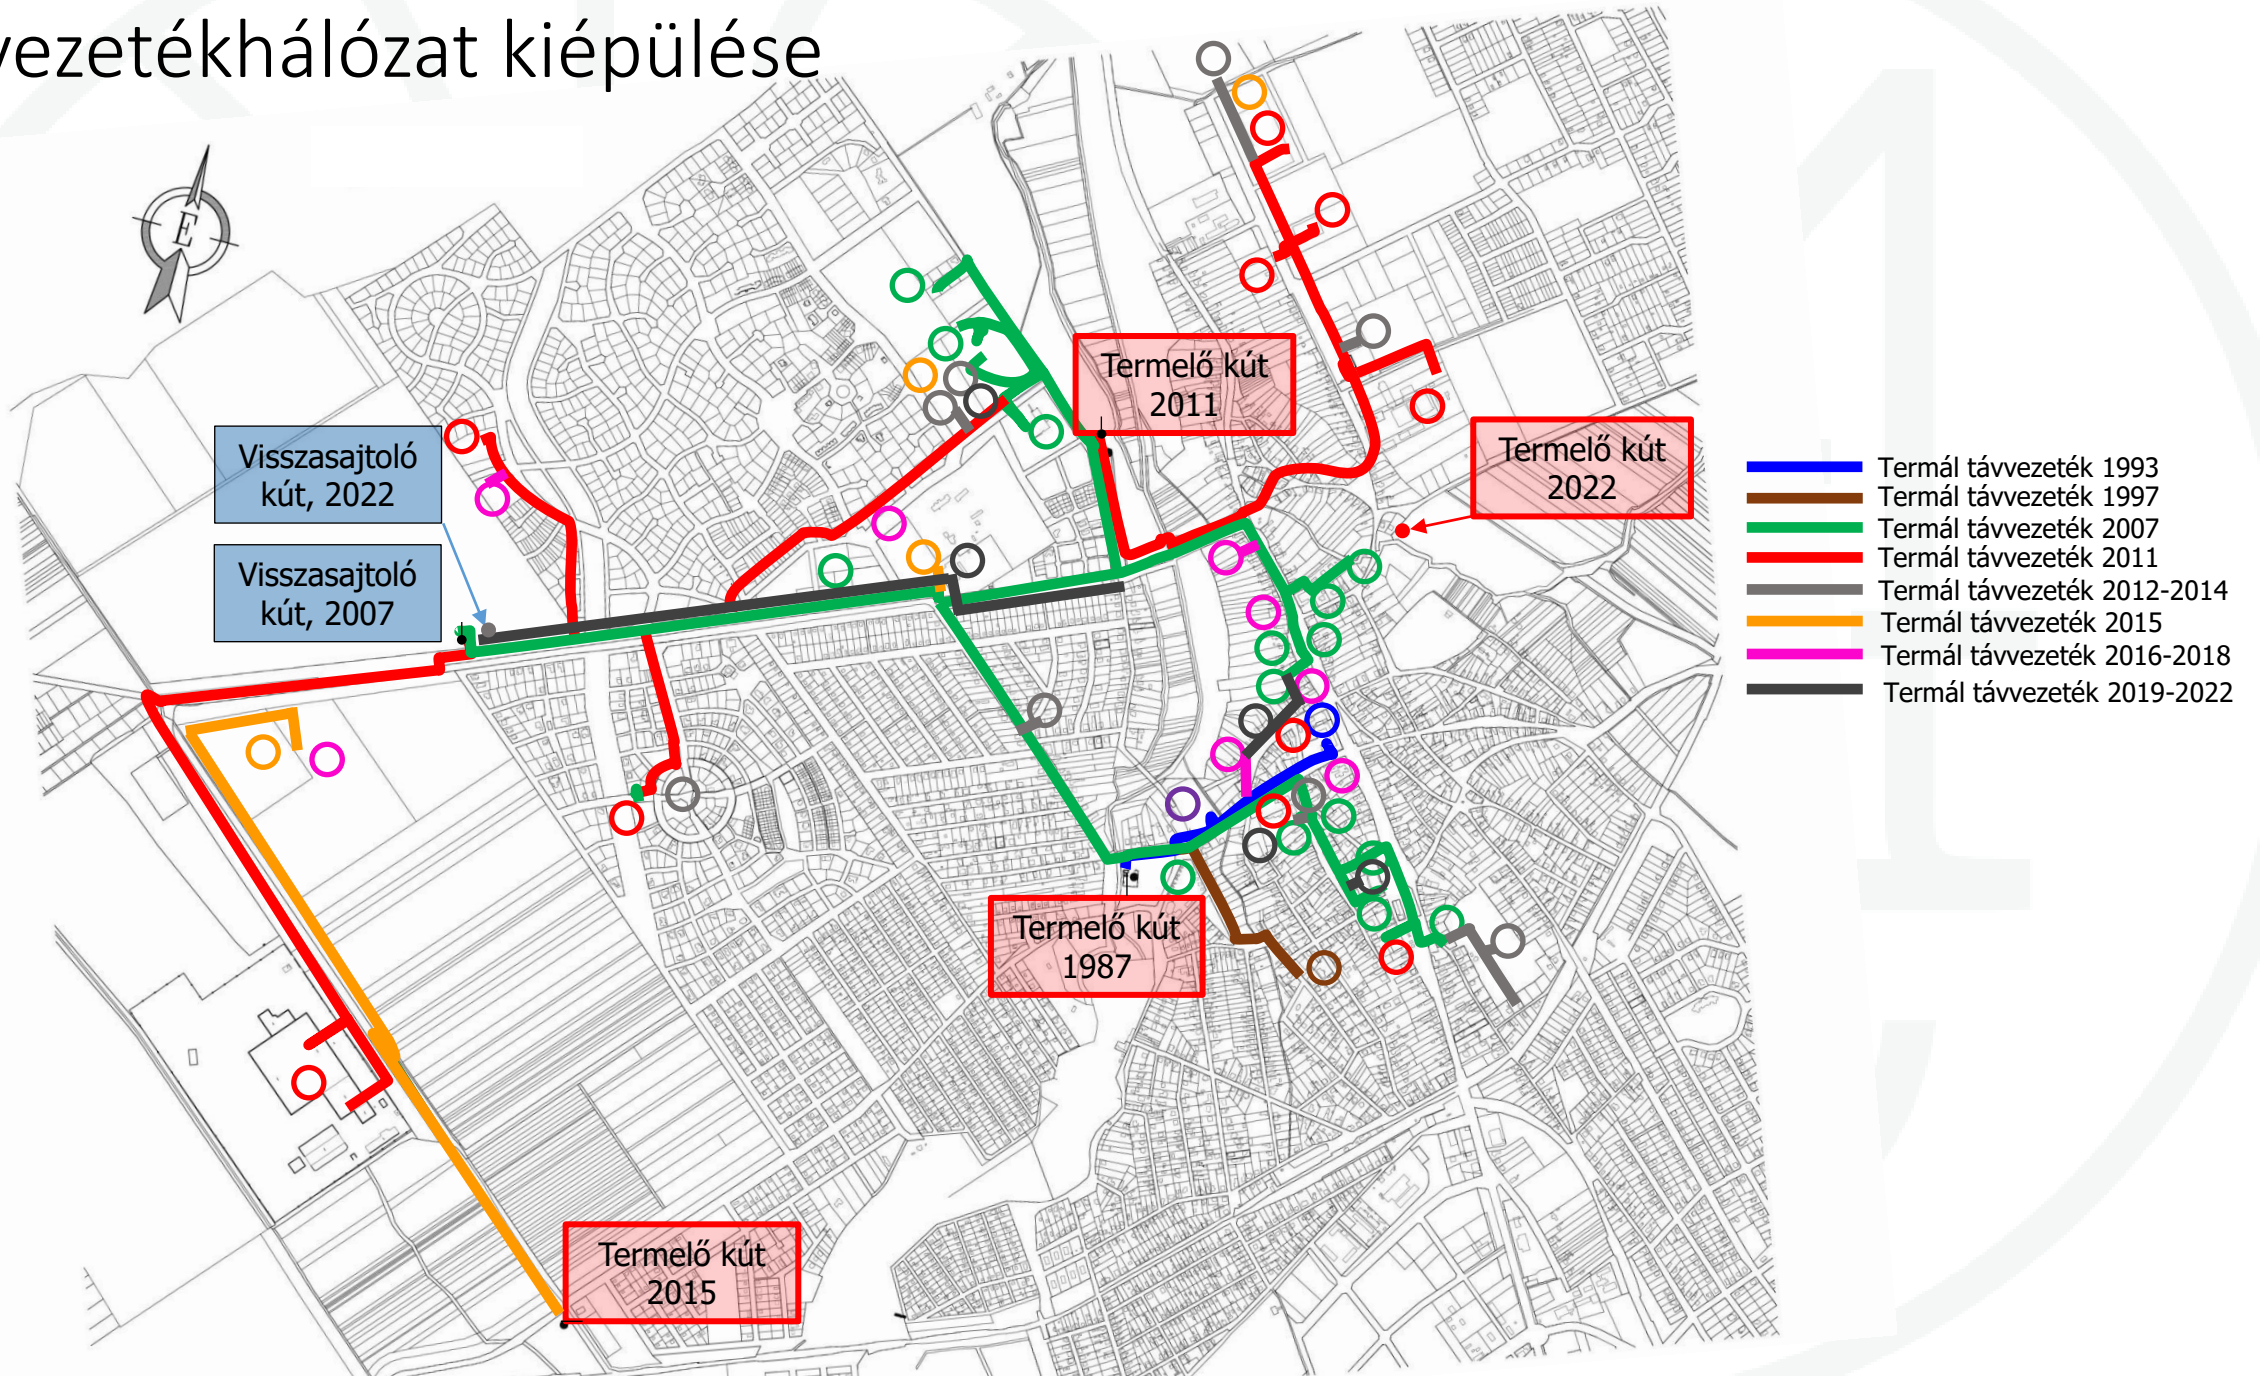 vezetékhálózat kiépülése
E
Termelő kút
2011
Termelő kút
2022
Visszasajtoló
kút, 2022
Visszasajtoló
kút, 2007
Termál távvezeték 1993
Termál távvezeték 1997
Termál távvezeték 2007
Termál távvezeték 2011
Termál távvezeték 2012-2014
Termál távvezeték 2015
Termál távvezeték 2016-2018
Termál távvezeték 2019-2022
Termelő kút
1987
Termelő kút
2015